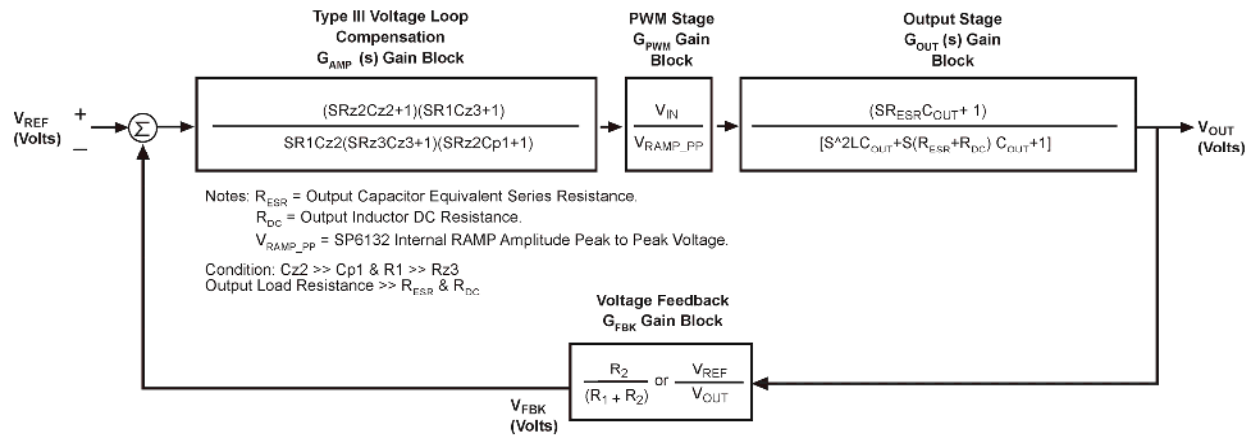 Type III Voltage Loop
Compensation
G_AMP (s) Gain Block
PWM Stage
G_PWM Gain
Block
Output Stage
G_OUT (s) Gain
Block
V_REF
(Volts)
+
_
Σ
(SRz2Cz2+1)(SR1Cz3+1)
SR1Cz2(SRz3Cz3+1)(SRz2Cp1+1)
V_IN
V_RAMP_PP
(SR_ESRC_OUT+ 1)
[S^2LC_OUT+S(R_ESR+R_DC) C_OUT+1]
V_OUT
(Volts)
Notes: R_ESR = Output Capacitor Equivalent Series Resistance.
R_DC = Output Inductor DC Resistance.
V_RAMP_PP = SP6132 Internal RAMP Amplitude Peak to Peak Voltage.
Condition: Cz2 >> Cp1 & R1 >> Rz3
Output Load Resistance >> R_ESR & R_DC
Voltage Feedback
G_FBK Gain Block
R_2
(R_1 + R_2)
or
V_REF
V_OUT
V_FBK
(Volts)